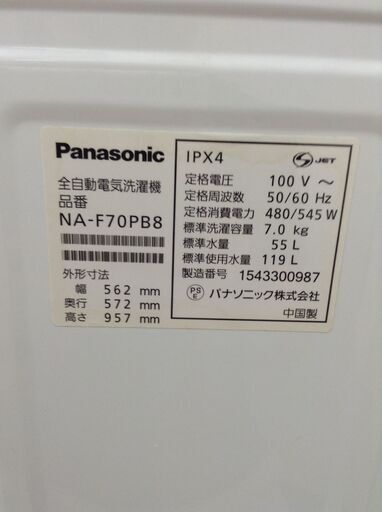 Panasonic
全自動電気洗濯機
品番
NA-F70PB8
外形寸法
幅 562 mm
奥行 572 mm
高さ 957 mm
IPX4
S JET
定格電圧 100 V ～
定格周波数 50/60 Hz
定格消費電力 480/545 W
標準洗濯容量 7.0 kg
標準水量 55 L
標準使用水量 119 L
製造番号 1543300987
PSE パナソニック株式会社
中国製